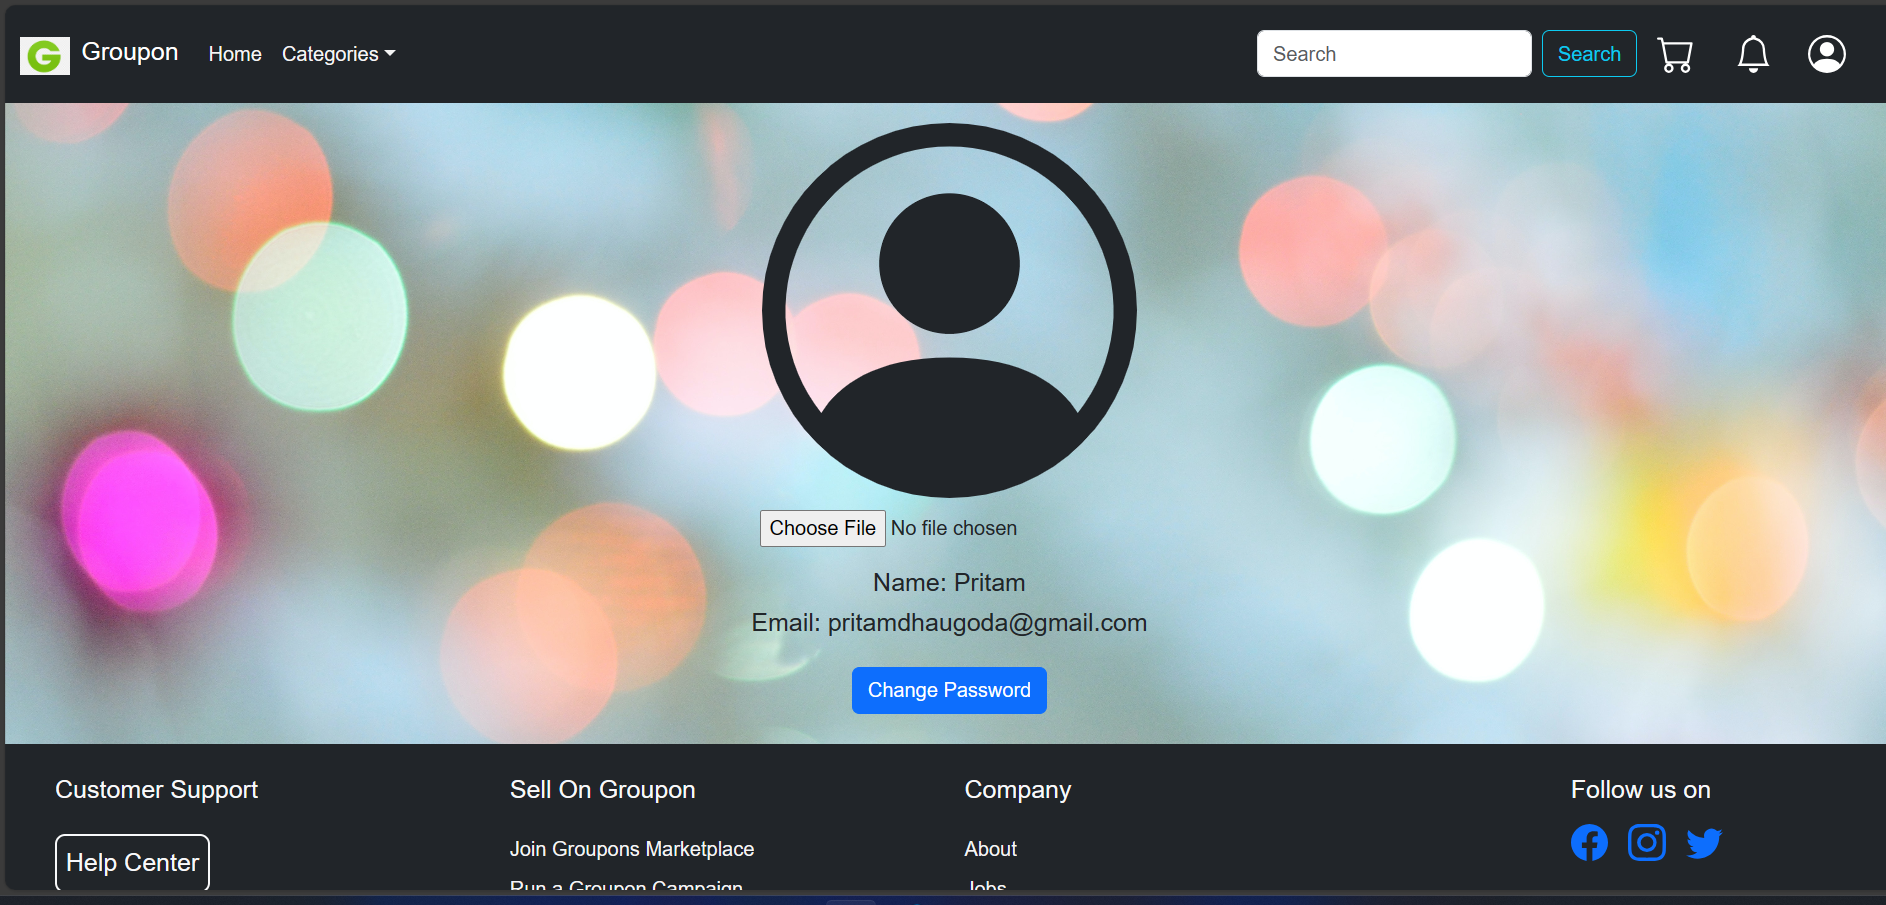 Groupon Home Categories Search Search
Choose File No file chosen
Name: Pritam
Email: pritamdhaugoda@gmail.com
Change Password
Customer Support Sell On Groupon Company Follow us on
Help Center Join Groupons Marketplace About
Run a Groupon Campaign Jobs